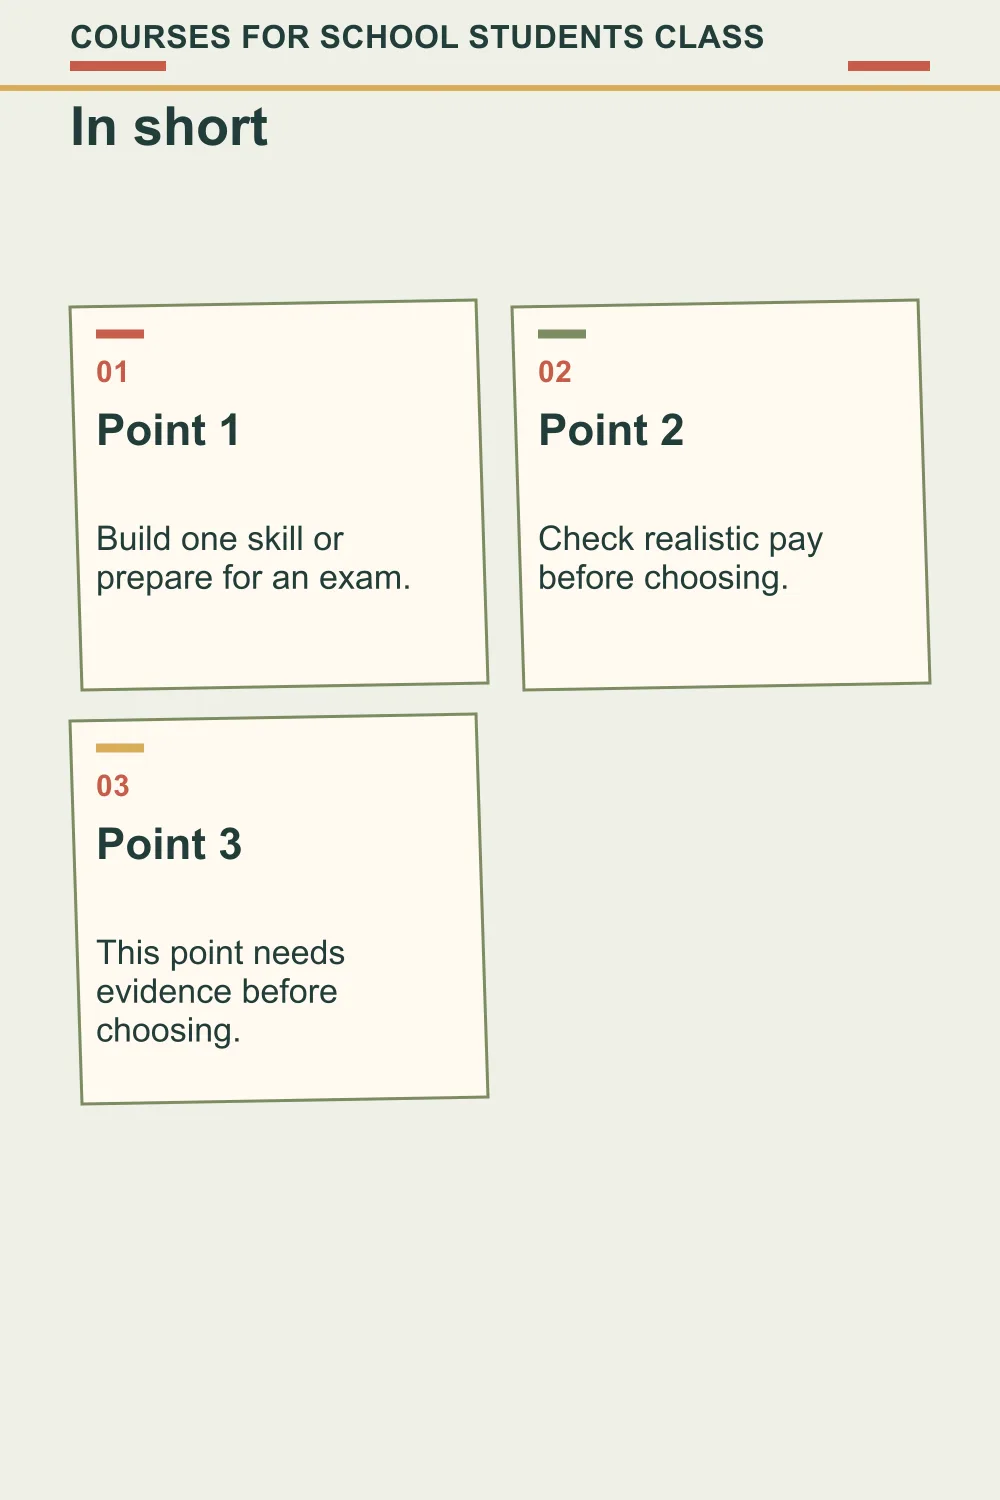 COURSES FOR SCHOOL STUDENTS CLASS
In short
01
Point 1
Build one skill or
prepare for an exam.
02
Point 2
Check realistic pay
before choosing.
03
Point 3
This point needs
evidence before
choosing.